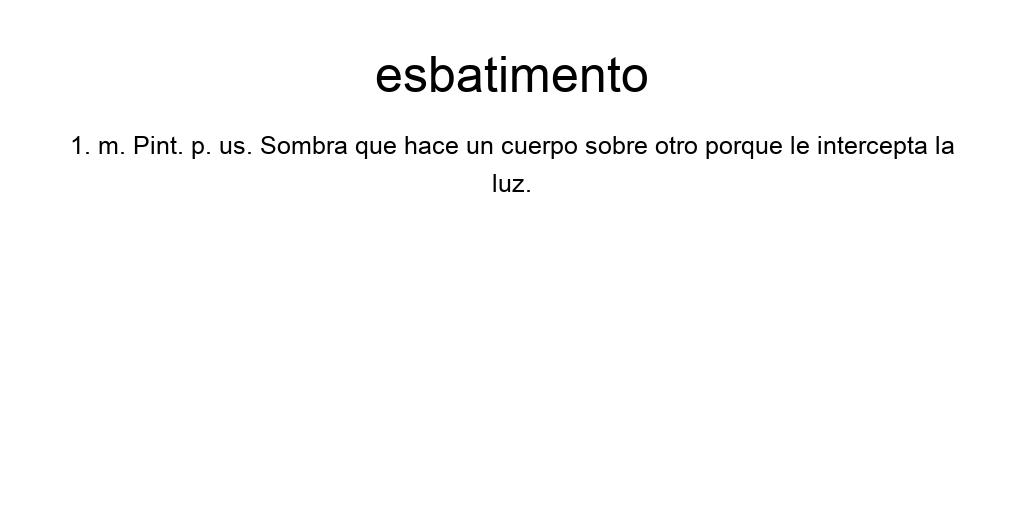 esbatimento
1. m. Pint. p. us. Sombra que hace un cuerpo sobre otro porque le intercepta la
luz.